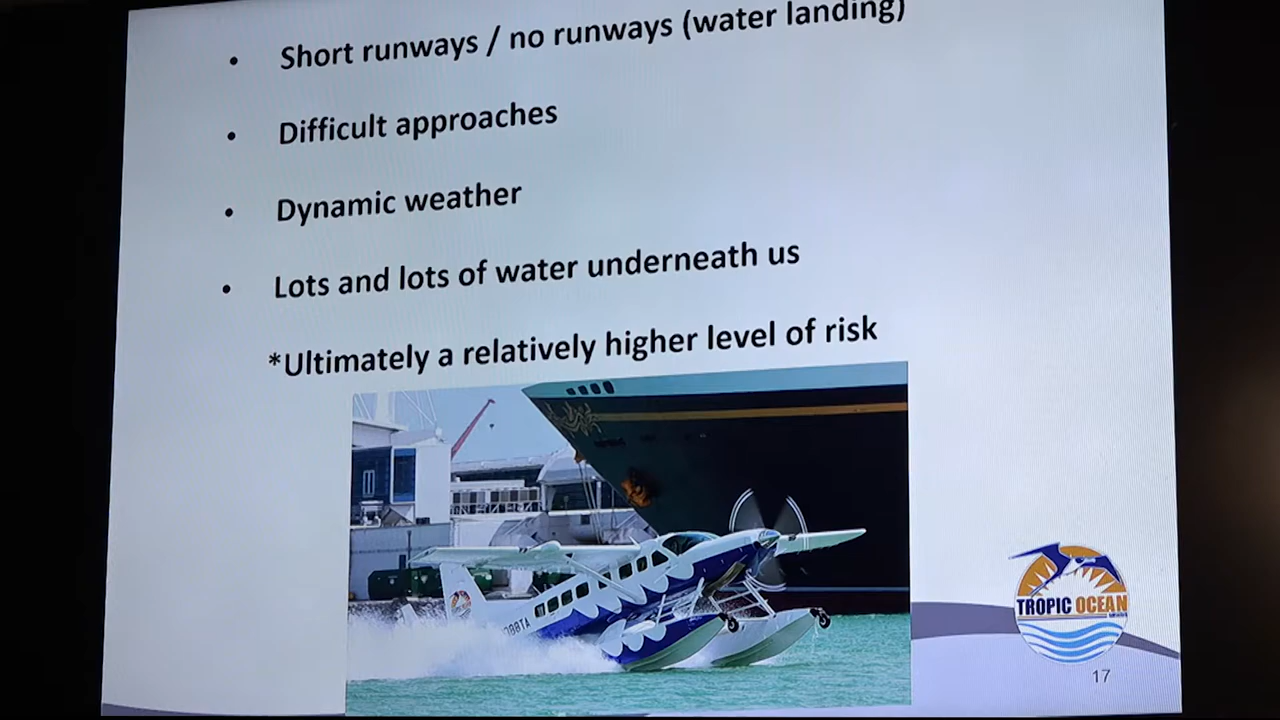 • Short runways / no runways (water landing)
• Difficult approaches
• Dynamic weather
• Lots and lots of water underneath us
*Ultimately a relatively higher level of risk
788TA
TROPIC OCEAN
17